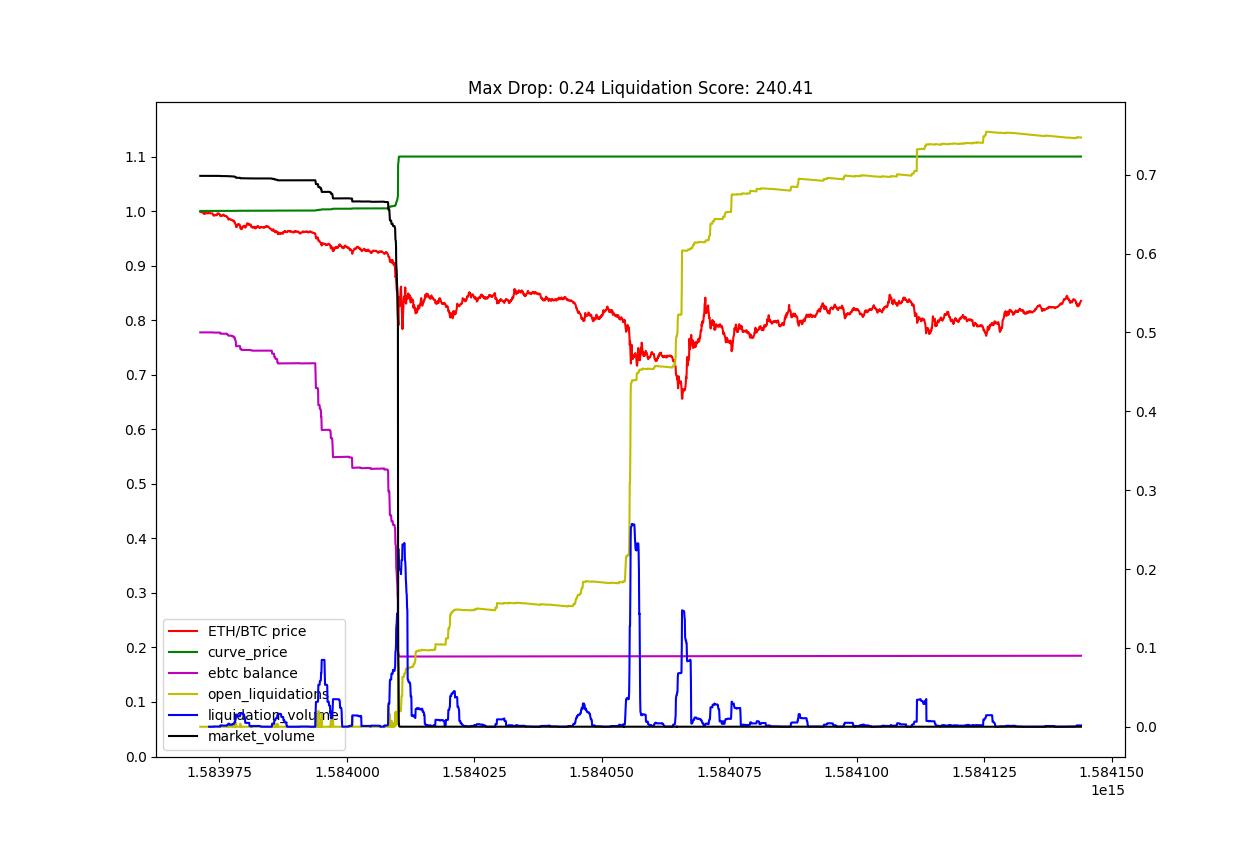 Max Drop: 0.24 Liquidation Score: 240.41
1.1
1.0
0.9
0.8
0.7
0.6
0.5
0.4
0.3
0.2
0.1
0.0
0.7
0.6
0.5
0.4
0.3
0.2
0.1
0.0
ETH/BTC price
curve_price
ebtc balance
open_liquidations
liquidation_volume
market_volume
1.583975 1.584000 1.584025 1.584050 1.584075 1.584100 1.584125 1.584150
1e15